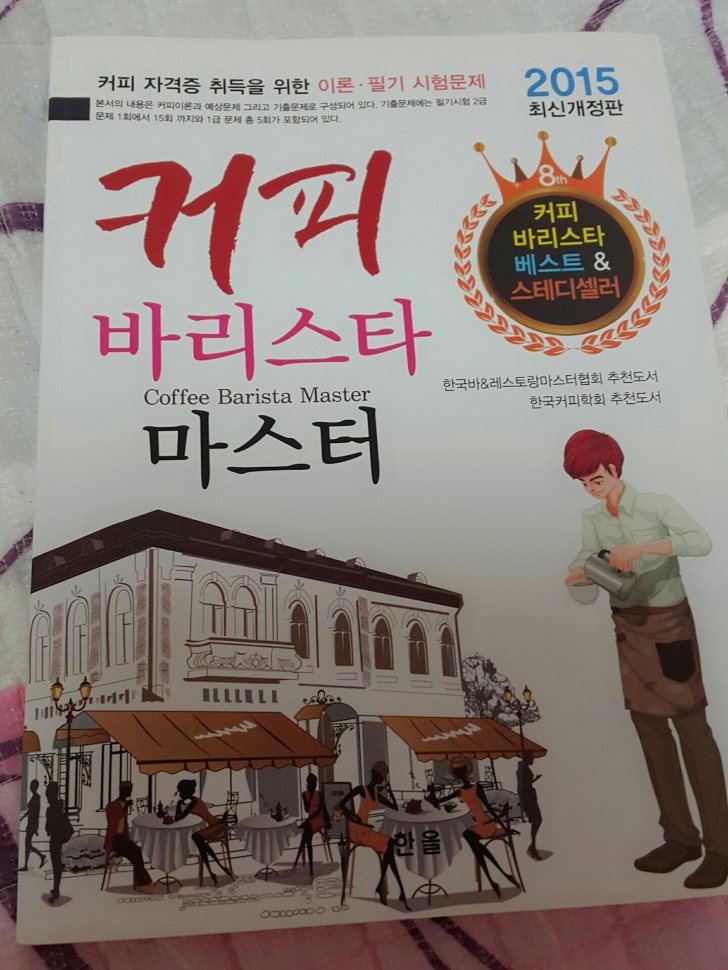 커피 자격증 취득을 위한 이론·필기 시험문제
본서의 내용은 커피이론과 예상문제 그리고 기출문제로 구성되어 있다. 기출문제에는 필기시험 2급
문제 1회에서 15회 까지와 1급 문제 총 5회가 포함되어 있다.
2015
최신개정판
커피
바리스타
Coffee Barista Master
마스터
8th
커피
바리스타
베스트 &
스테디셀러
한국바&레스토랑마스터협회 추천도서
한국커피학회 추천도서
한올